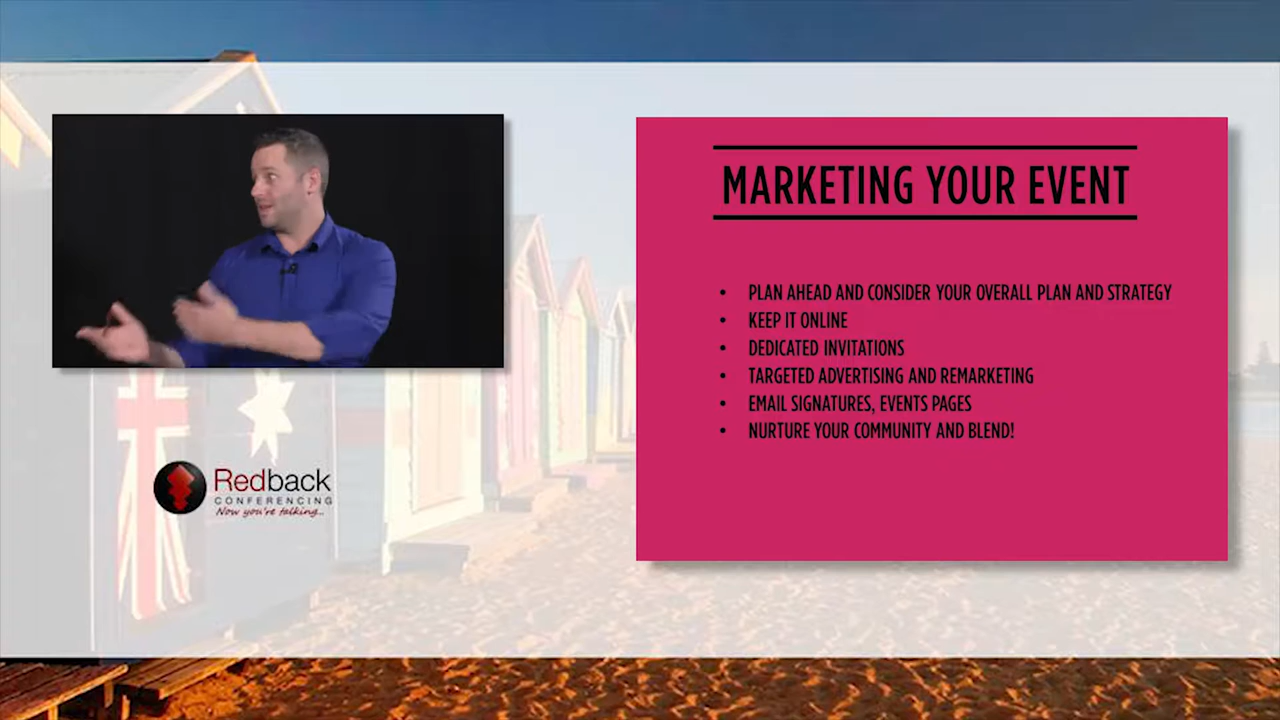 MARKETING YOUR EVENT
• PLAN AHEAD AND CONSIDER YOUR OVERALL PLAN AND STRATEGY
• KEEP IT ONLINE
• DEDICATED INVITATIONS
• TARGETED ADVERTISING AND REMARKETING
• EMAIL SIGNATURES, EVENTS PAGES
• NURTURE YOUR COMMUNITY AND BLEND!
Redback
CONFERENCING
Now you're talking...